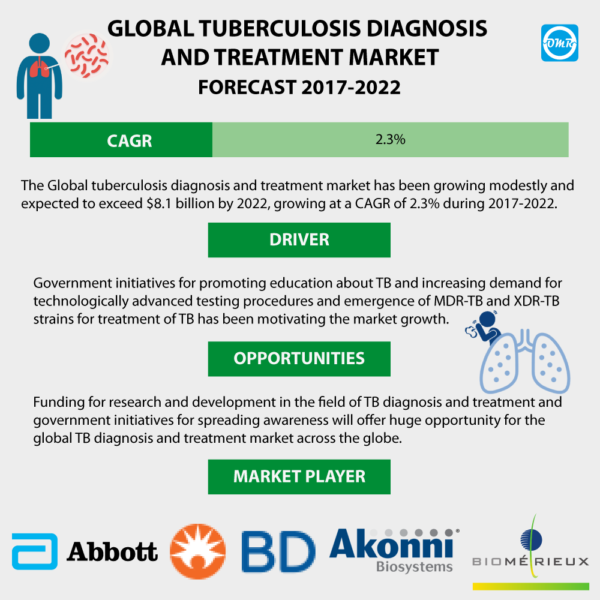 GLOBAL TUBERCULOSIS DIAGNOSIS
AND TREATMENT MARKET
FORECAST 2017-2022
OMR
CAGR 2.3%
The Global tuberculosis diagnosis and treatment market has been growing modestly and
expected to exceed $8.1 billion by 2022, growing at a CAGR of 2.3% during 2017-2022.
DRIVER
Government initiatives for promoting education about TB and increasing demand for
technologically advanced testing procedures and emergence of MDR-TB and XDR-TB
strains for treatment of TB has been motivating the market growth.
OPPORTUNITIES
Funding for research and development in the field of TB diagnosis and treatment and
government initiatives for spreading awareness will offer huge opportunity for the
global TB diagnosis and treatment market across the globe.
MARKET PLAYER
Abbott
BD
Akonni
Biosystems
BIOMÉRIEUX